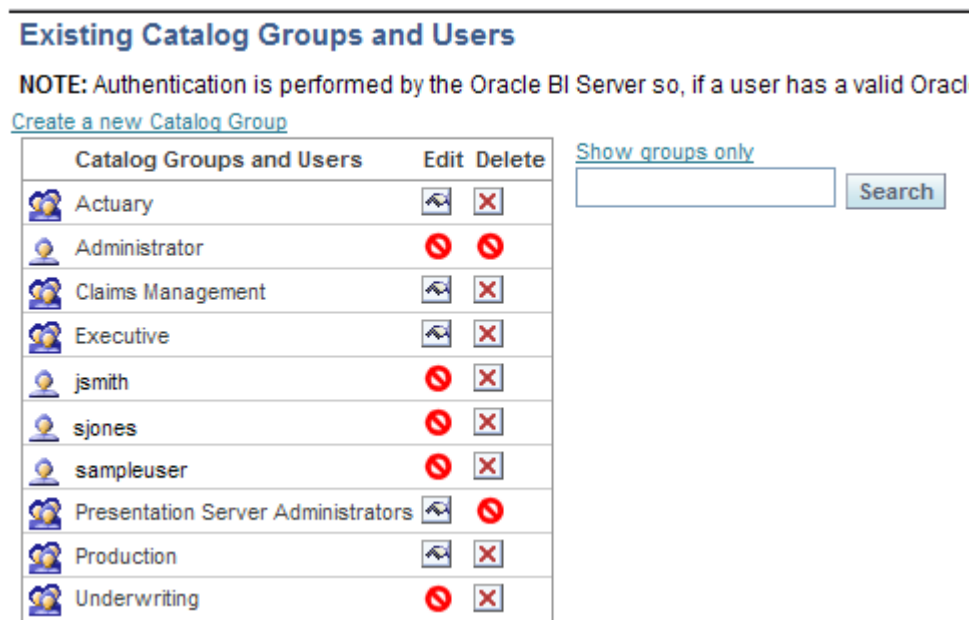 Existing Catalog Groups and Users
NOTE: Authentication is performed by the Oracle BI Server so, if a user has a valid Oracl
Create a new Catalog Group
Catalog Groups and Users Edit Delete
Show groups only
Search
Actuary
Administrator
Claims Management
Executive
jsmith
sjones
sampleuser
Presentation Server Administrators
Production
Underwriting